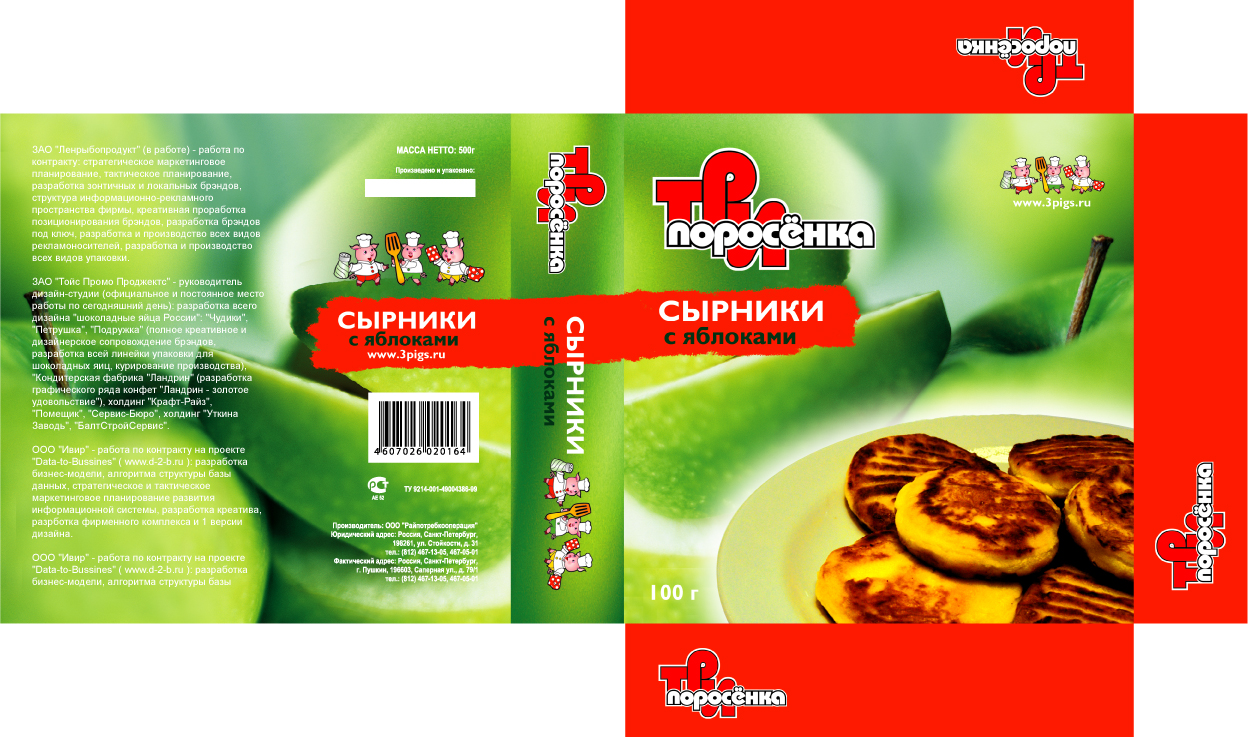 ЗАО "Ленрыбопродукт" (в работе) - работа по
контракту: стратегическое маркетинговое
планирование, тактическое планирование,
разработка зонтичных и локальных брэндов,
структура информационно-рекламного
пространства фирмы, креативная проработка
позиционирования брэндов, разработка брэндов
под ключ, разработка и производство всех видов
рекламоносителей, разработка и производство
всех видов упаковки.
ЗАО "Тойс Промо Проджектс" - руководитель
дизайн-студии (официальное и постоянное место
работы по сегодняшний день): разработка всего
дизайна "шоколадные яйца России": "Чудики",
"Петрушка", "Подружка" (полное креативное и
дизайнерское сопровождение брэндов,
разработка всей линейки упаковки для
шоколадных яиц, курирование производства),
"Кондитерская фабрика "Ландрин" (разработка
графического ряда конфет "Ландрин - золотое
удовольствие"), холдинг "Крафт-Райз",
"Помещик", "Сервис-Бюро", холдинг "Уткина
Заводь", "БалтСтройСервис".
ООО "Ивир" - работа по контракту на проекте
"Data-to-Bussines" ( www.d-2-b.ru ): разработка
бизнес-модели, алгоритма структуры базы
данных, стратегическое и тактическое
маркетинговое планирование развития
информационной системы, разработка креатива,
разрботка фирменного комплекса и 1 версии
дизайна.
ООО "Ивир" - работа по контракту на проекте
"Data-to-Bussines" ( www.d-2-b.ru ): разработка
бизнес-модели, алгоритма структуры базы
МАССА НЕТТО: 500г
Произведено и упаковано:
СЫРНИКИ
с яблоками
www.3pigs.ru
4607026020164
РСТ
АЕ 52
ТУ 9214-001-49004386-99
Производитель: ООО "Райпотребкооперация"
Юридический адрес: Россия, Санкт-Петербург,
198261, ул. Стойкости, д. 31
тел.: (812) 467-13-05, 467-05-01
Фактический адрес: Россия, Санкт-Петербург,
г. Пушкин, 196603, Саперная ул., д. 79/1
тел.: (812) 467-13-05, 467-05-01
ТРИ
поросёнка
СЫРНИКИ
с яблоками
ТРИ
поросёнка
ТРИ
поросёнка
www.3pigs.ru
СЫРНИКИ
с яблоками
100 г
ТРИ
поросёнка
ТРИ
поросёнка